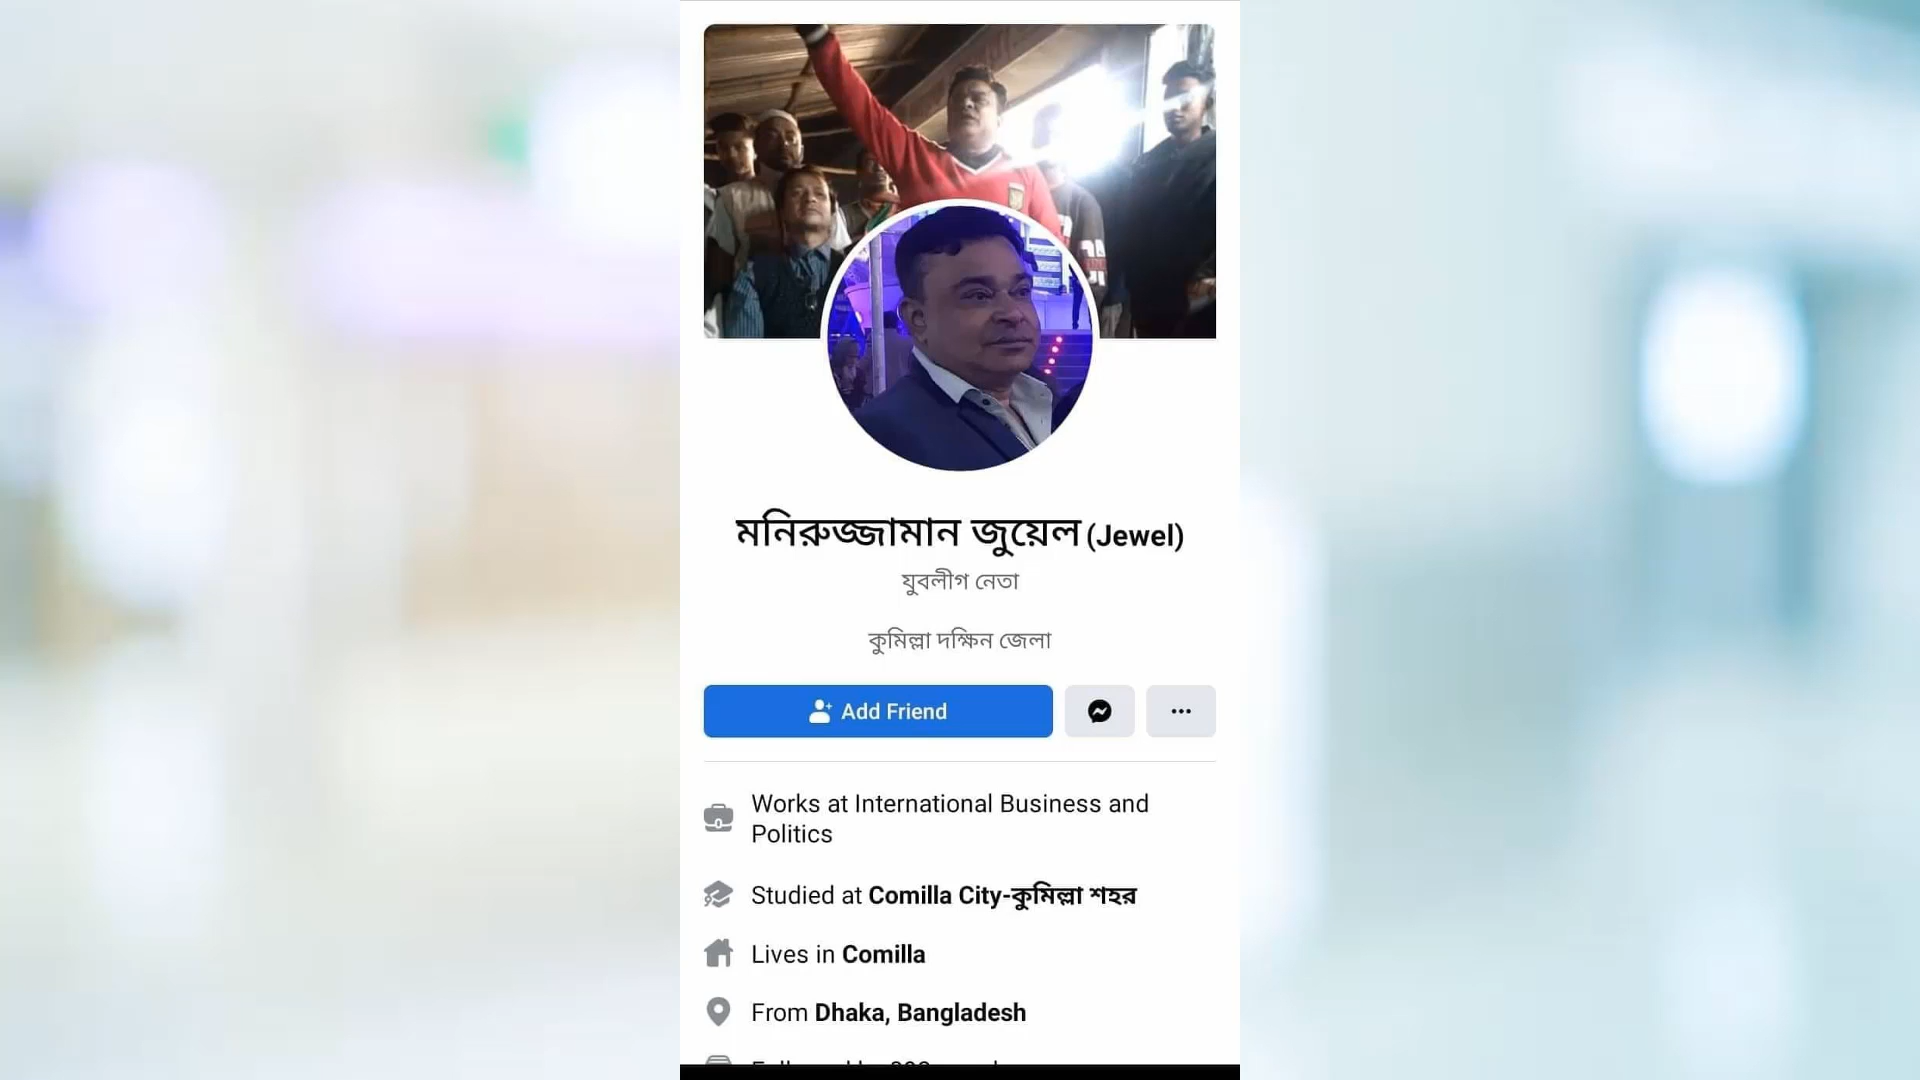 মনিরুজ্জামান জুয়েল (Jewel)
যুবলীগ নেতা
কুমিল্লা দক্ষিন জেলা
Add Friend
Works at International Business and
Politics
Studied at Comilla City-কুমিল্লা শহর
Lives in Comilla
From Dhaka, Bangladesh